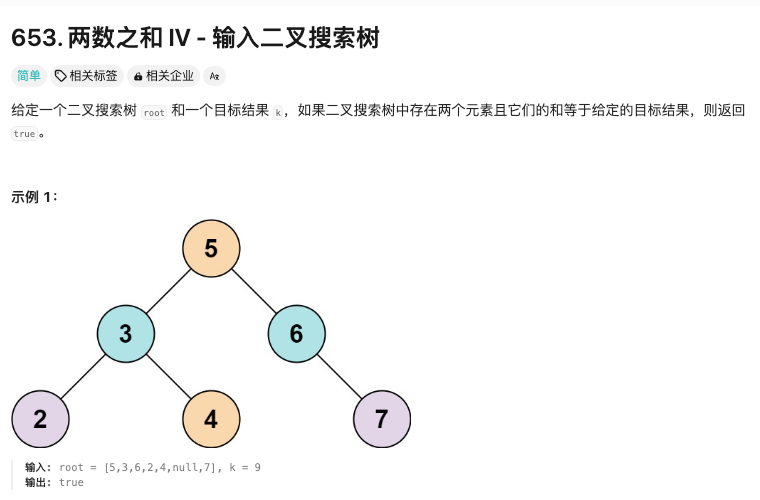 653. 两数之和 IV - 输入二叉搜索树
简单 相关标签 相关企业 Aあ
给定一个二叉搜索树 root 和一个目标结果 k，如果二叉搜索树中存在两个元素且它们的和等于给定的目标结果，则返回
true。
示例 1：
5
3 6
2 4 7
输入: root = [5,3,6,2,4,null,7], k = 9
输出: true